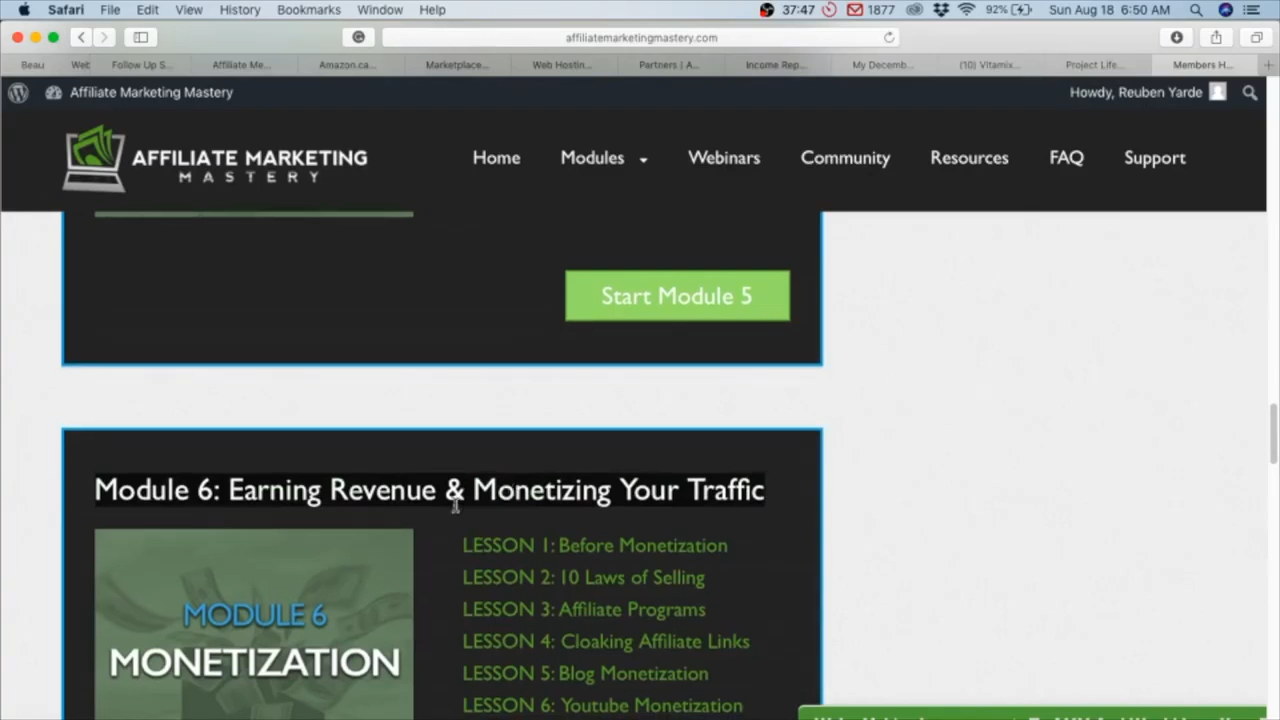 Safari File Edit View History Bookmarks Window Help 37:47 1877 92% Sun Aug 18 6:50 AM
affiliatemarketingmastery.com
Beau Web Follow Up S... Affiliate Me... Amazon.ca... Marketplace... Web Hostin... Partners | A... Income Rep... My Decemb... (10) Vitamix... Project Life... Members H...
Affiliate Marketing Mastery Howdy, Reuben Yarde
AFFILIATE MARKETING
MASTERY
Home Modules Webinars Community Resources FAQ Support
Start Module 5
Module 6: Earning Revenue & Monetizing Your Traffic
MODULE 6
MONETIZATION
LESSON 1: Before Monetization
LESSON 2: 10 Laws of Selling
LESSON 3: Affiliate Programs
LESSON 4: Cloaking Affiliate Links
LESSON 5: Blog Monetization
LESSON 6: Youtube Monetization